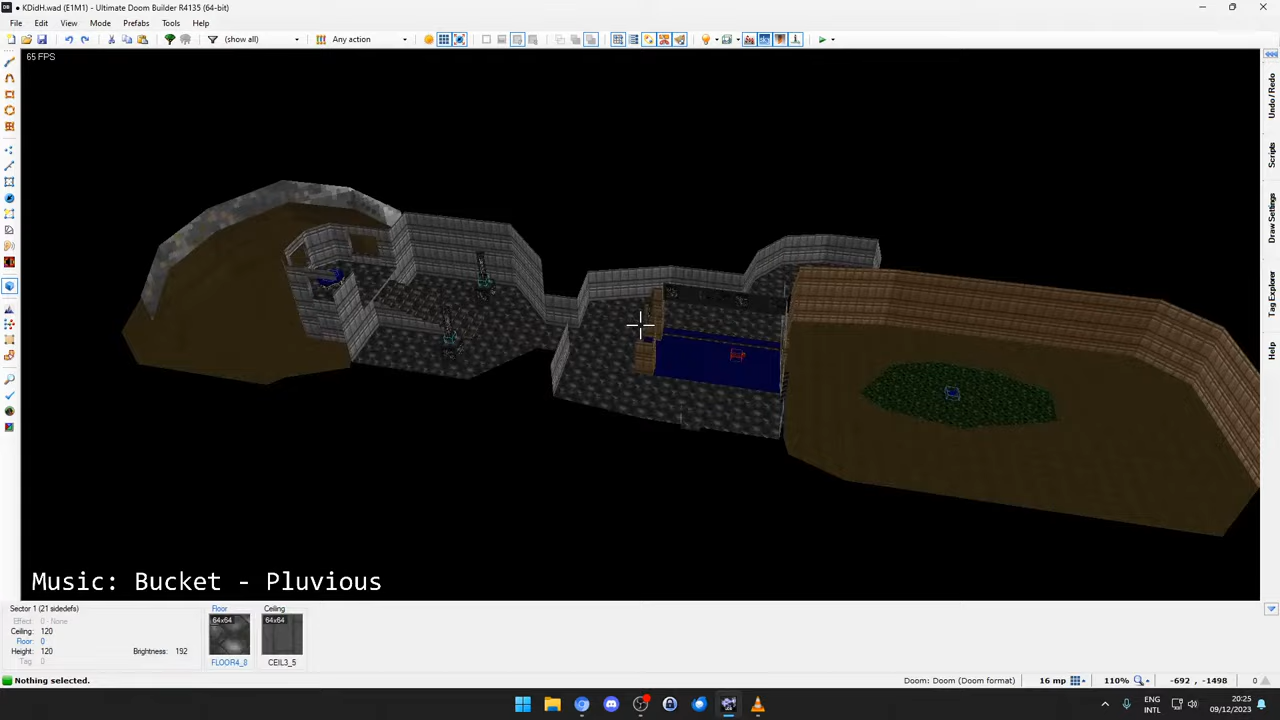 KDidH.wad (E1M1) - Ultimate Doom Builder R4135 (64-bit)
File Edit View Mode Prefabs Tools Help
(show all) Any action
65 FPS
Undo / Redo
Scripts
Draw Settings
Tag Explorer
Help
Music: Bucket - Pluvious
Sector 1 (21 sidedefs)
Effect: 0 - None
Ceiling: 120
Floor: 0
Height: 120 Brightness: 192
Tag: 0
Floor Ceiling
64x64 64x64
FLOOR4_8 CEIL3_5
Nothing selected. Doom: Doom (Doom format) 16 mp 110% -692 , -1498 0
ENG
INTL
20:25
09/12/2023